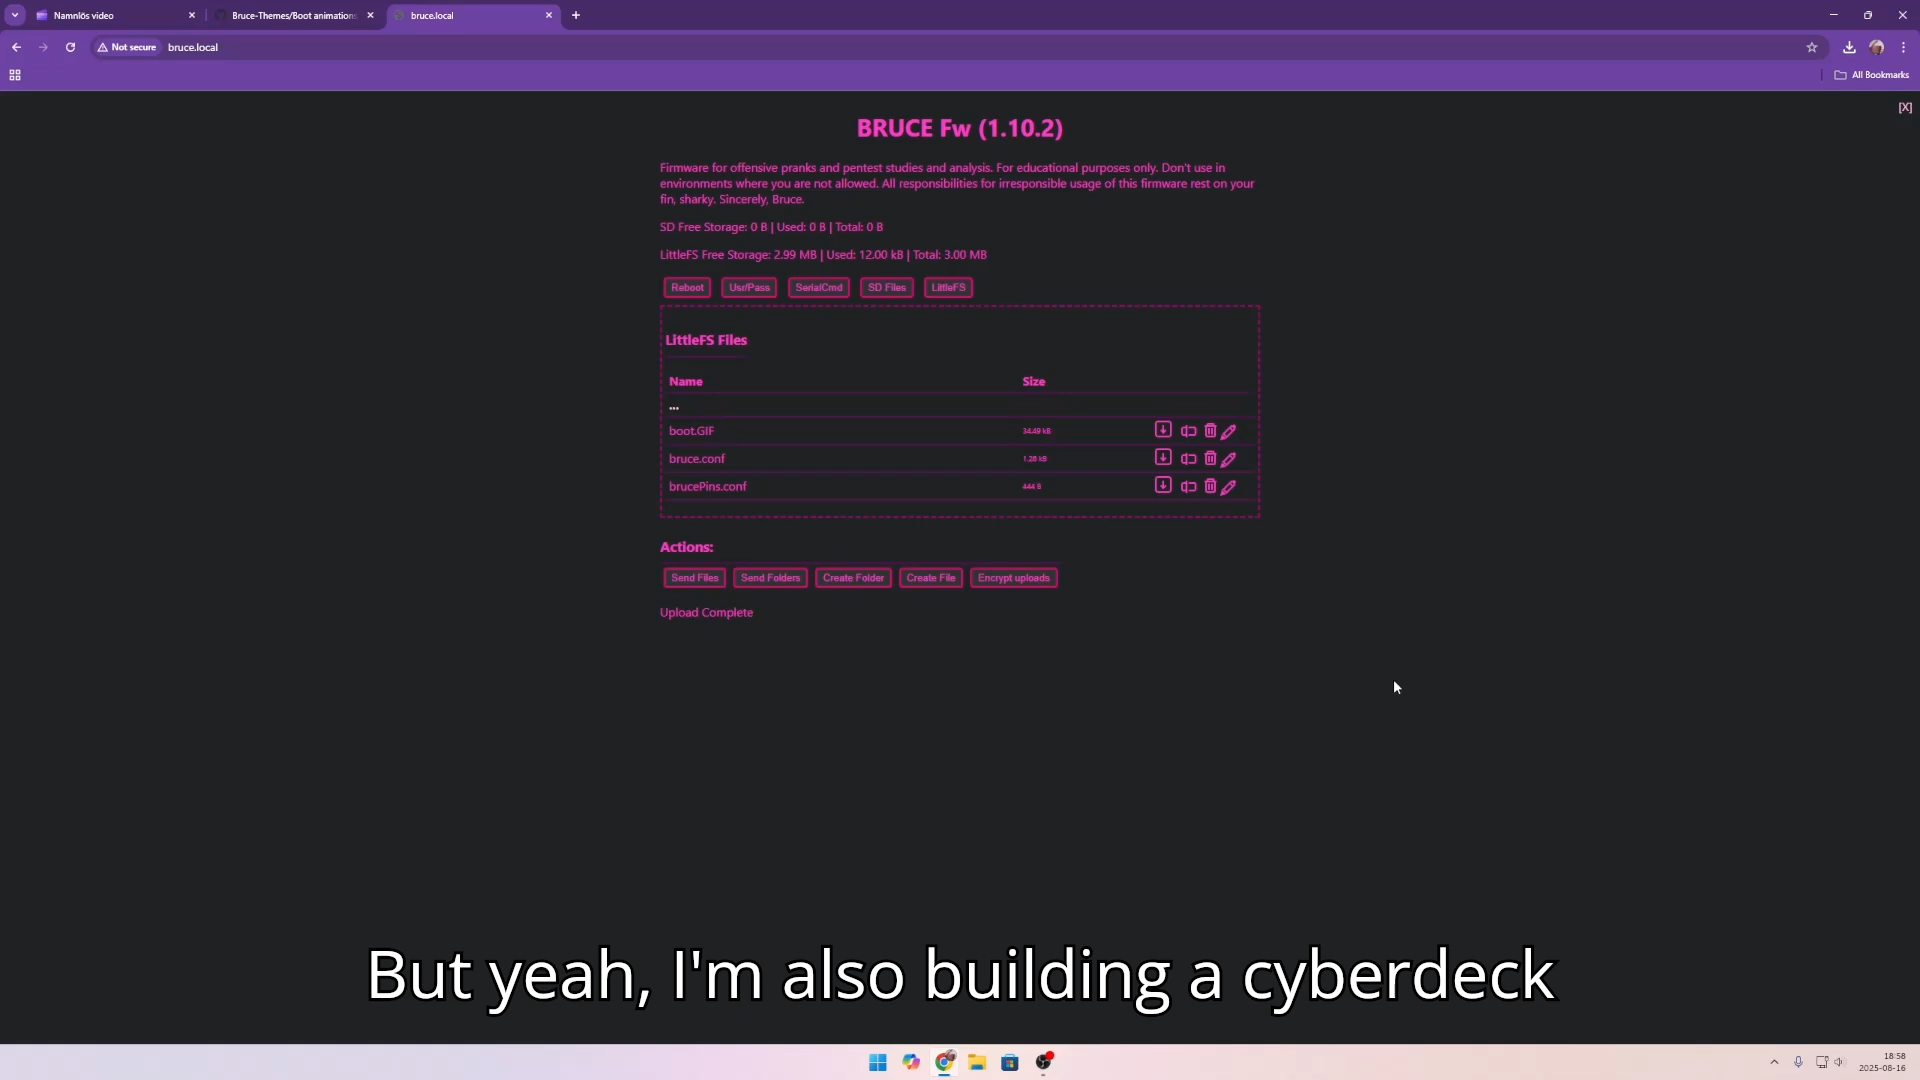 Namnlös video
Bruce-Themes/Boot animations
bruce.local
Not secure
bruce.local
All Bookmarks
[X]
BRUCE Fw (1.10.2)
Firmware for offensive pranks and pentest studies and analysis. For educational purposes only. Don't use in
environments where you are not allowed. All responsibilities for irresponsible usage of this firmware rest on your
fin, sharky. Sincerely, Bruce.
SD Free Storage: 0 B | Used: 0 B | Total: 0 B
LittleFS Free Storage: 2.99 MB | Used: 12.00 kB | Total: 3.00 MB
Reboot Usr/Pass SerialCmd SD Files LittleFS
LittleFS Files
Name Size
...
boot.GIF 34.49 kB
bruce.conf 1.26 kB
brucePins.conf 444 B
Actions:
Send Files Send Folders Create Folder Create File Encrypt uploads
Upload Complete
But yeah, I'm also building a cyberdeck
18:58
2025-08-16